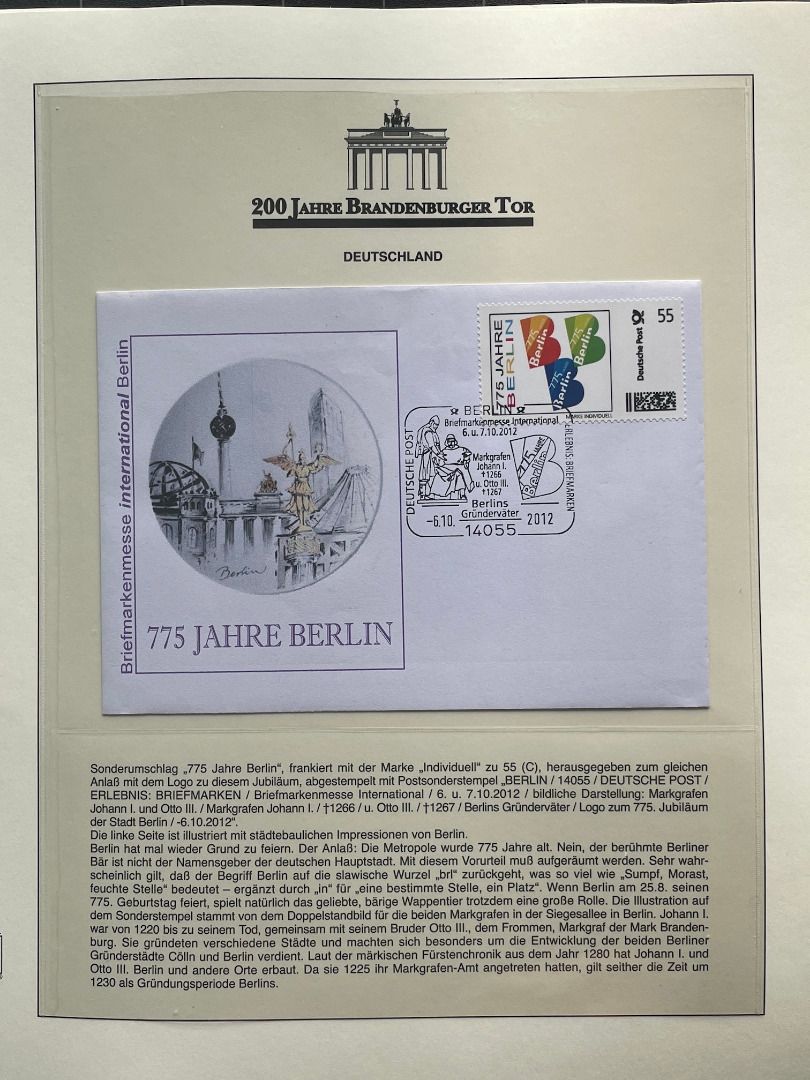 200 JAHRE BRANDENBURGER TOR
DEUTSCHLAND
Briefmarkenmesse international Berlin
Berlin
775 JAHRE BERLIN
775 JAHRE
BERLIN
775
Berlin
775
Berlin
775
Berlin
Deutsche Post
55
MARKE INDIVIDUELL
BERLIN
Briefmarkenmesse International
6. u. 7.10.2012
DEUTSCHE POST
ERLEBNIS: BRIEFMARKEN
Markgrafen
Johann I.
†1266
u. Otto III.
†1267
775 JAHRE
Berlin
Berlins
Gründerväter
–6.10. 2012
14055
Sonderumschlag „775 Jahre Berlin“, frankiert mit der Marke „Individuell“ zu 55 (C), herausgegeben zum gleichen
Anlaß mit dem Logo zu diesem Jubiläum, abgestempelt mit Postsonderstempel „BERLIN / 14055 / DEUTSCHE POST /
ERLEBNIS: BRIEFMARKEN / Briefmarkenmesse International / 6. u. 7.10.2012 / bildliche Darstellung: Markgrafen
Johann I. und Otto III. / Markgrafen Johann I. / †1266 / u. Otto III. / †1267 / Berlins Gründerväter / Logo zum 775. Jubiläum
der Stadt Berlin / -6.10.2012“.
Die linke Seite ist illustriert mit städtebaulichen Impressionen von Berlin.
Berlin hat mal wieder Grund zu feiern. Der Anlaß: Die Metropole wurde 775 Jahre alt. Nein, der berühmte Berliner
Bär ist nicht der Namensgeber der deutschen Hauptstadt. Mit diesem Vorurteil muß aufgeräumt werden. Sehr wahr-
scheinlich gilt, daß der Begriff Berlin auf die slawische Wurzel „brl“ zurückgeht, was so viel wie „Sumpf, Morast,
feuchte Stelle“ bedeutet – ergänzt durch „in“ für „eine bestimmte Stelle, ein Platz“. Wenn Berlin am 25.8. seinen
775. Geburtstag feiert, spielt natürlich das geliebte, bärige Wappentier trotzdem eine große Rolle. Die Illustration auf
dem Sonderstempel stammt von dem Doppelstandbild für die beiden Markgrafen in der Siegesallee in Berlin. Johann I.
war von 1220 bis zu seinem Tod, gemeinsam mit seinem Bruder Otto III., dem Frommen, Markgraf der Mark Branden-
burg. Sie gründeten verschiedene Städte und machten sich besonders um die Entwicklung der beiden Berliner
Gründerstädte Cölln und Berlin verdient. Laut der märkischen Fürstenchronik aus dem Jahr 1280 hat Johann I. und
Otto III. Berlin und andere Orte erbaut. Da sie 1225 ihr Markgrafen-Amt angetreten hatten, gilt seither die Zeit um
1230 als Gründungsperiode Berlins.